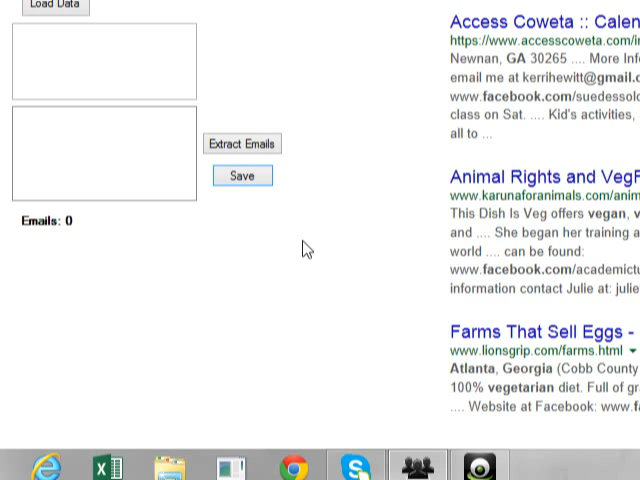 Load Data
Extract Emails
Save
Emails: 0
Access Coweta :: Calen
https://www.accesscoweta.com/i
Newnan, GA 30265 .... More Inf
email me at kerrihewitt@gmail.c
www.facebook.com/suedessolo
class on Sat. .... Kid's activities,
all to ...
Animal Rights and VegF
www.karunaforanimals.com/anim
This Dish Is Veg offers vegan, v
and .... She began her training a
world .... can be found:
www.facebook.com/academictu
information contact Julie at: julie
Farms That Sell Eggs -
www.lionsgrip.com/farms.html
Atlanta, Georgia (Cobb County
100% vegetarian diet. Full of gr
.... Website at Facebook: www.fa